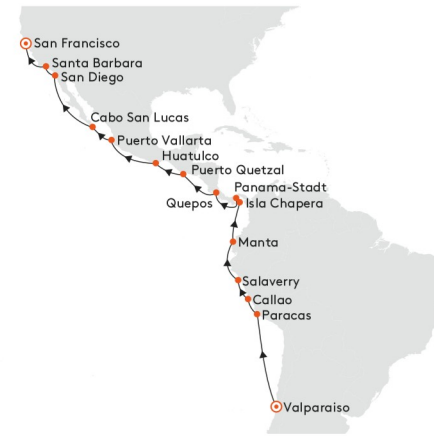 San Francisco
Santa Barbara
San Diego
Cabo San Lucas
Puerto Vallarta
Huatulco
Puerto Quetzal
Panama-Stadt
Quepos
Isla Chapera
Manta
Salaverry
Callao
Paracas
Valparaiso